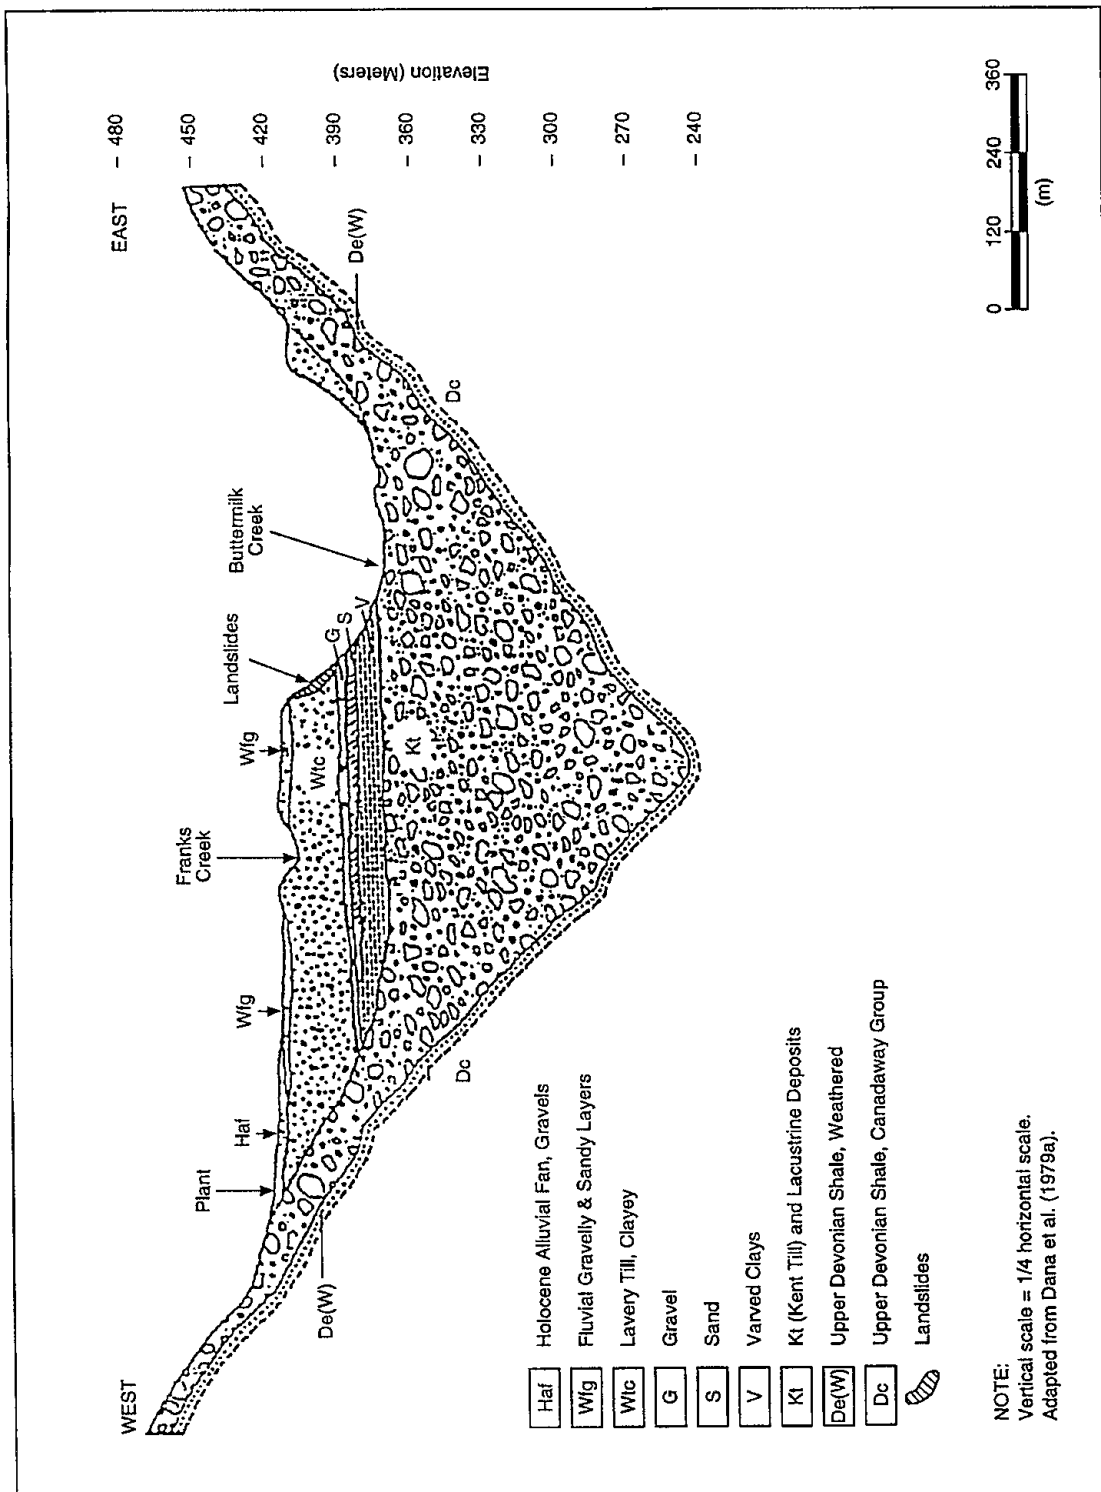 WEST
EAST
Plant
Haf
Wfg
Franks
Creek
Wfg
Landslides
Buttermilk
Creek
Wtc
G
S
V
Kt
De(W)
De(W)
Dc
Dc
Elevation (Meters)
480
450
420
390
360
330
300
270
240
Haf Holocene Alluvial Fan, Gravels
Wfg Fluvial Gravelly & Sandy Layers
Wtc Lavery Till, Clayey
G Gravel
S Sand
V Varved Clays
Kt Kt (Kent Till) and Lacustrine Deposits
De(W) Upper Devonian Shale, Weathered
Dc Upper Devonian Shale, Canadaway Group
Landslides
NOTE:
Vertical scale = 1/4 horizontal scale.
Adapted from Dana et al. (1979a).
0 120 240 360
(m)